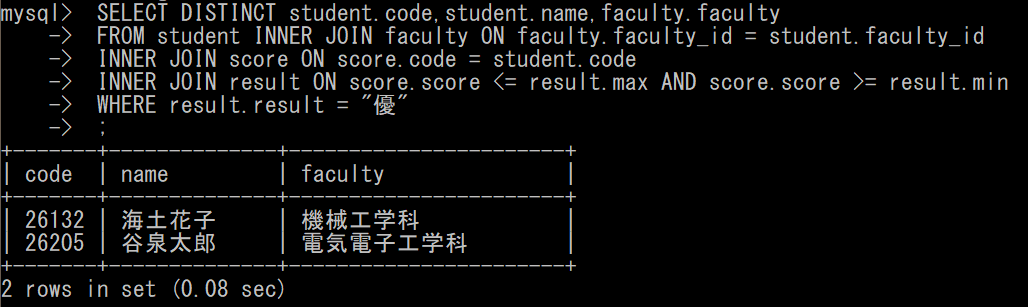 mysql> SELECT DISTINCT student.code,student.name,faculty.faculty
-> FROM student INNER JOIN faculty ON faculty.faculty_id = student.faculty_id
-> INNER JOIN score ON score.code = student.code
-> INNER JOIN result ON score.score <= result.max AND score.score >= result.min
-> WHERE result.result = "優"
-> ;
+-------+--------------+-----------------------+
| code | name | faculty |
+-------+--------------+-----------------------+
| 26132 | 海土花子 | 機械工学科 |
| 26205 | 谷泉太郎 | 電気電子工学科 |
+-------+--------------+-----------------------+
2 rows in set (0.08 sec)